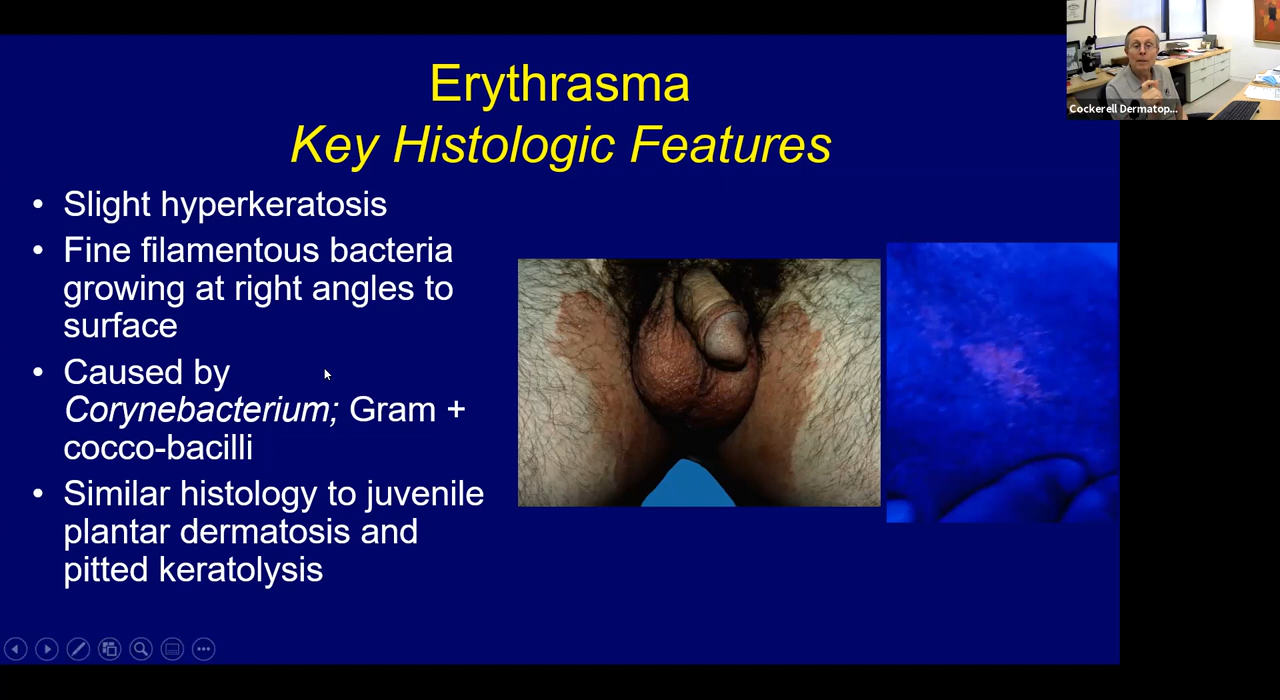 Erythrasma
Key Histologic Features
• Slight hyperkeratosis
• Fine filamentous bacteria
growing at right angles to
surface
• Caused by
Corynebacterium; Gram +
cocco-bacilli
• Similar histology to juvenile
plantar dermatosis and
pitted keratolysis
Cockerell Dermatop...